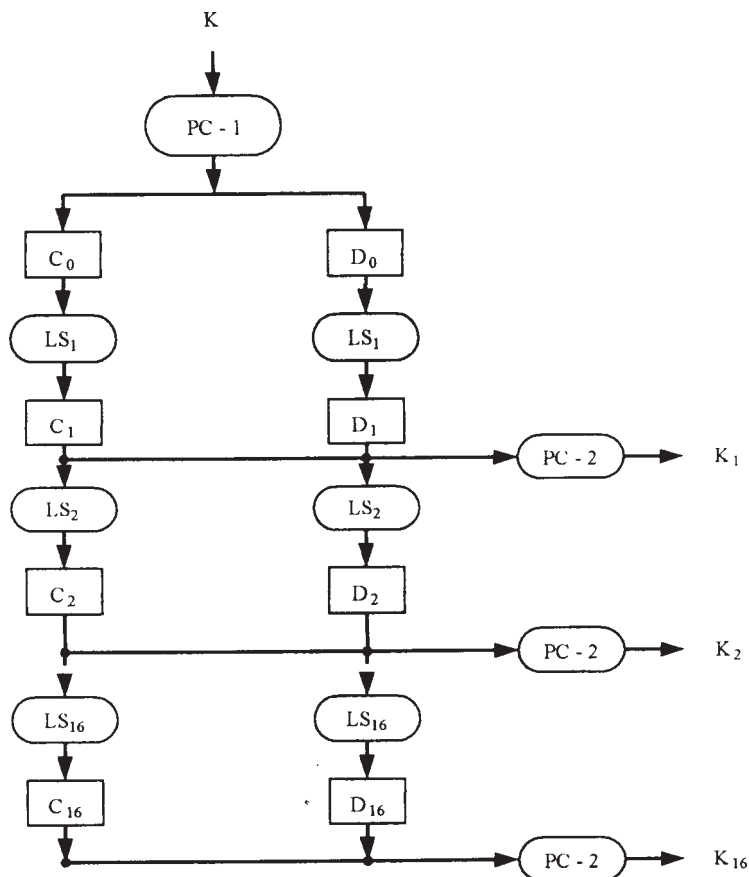 K
PC - 1
C₀ D₀
LS₁ LS₁
C₁ D₁
PC - 2 K₁
LS₂ LS₂
C₂ D₂
PC - 2 K₂
LS₁₆ LS₁₆
C₁₆ D₁₆
PC - 2 K₁₆